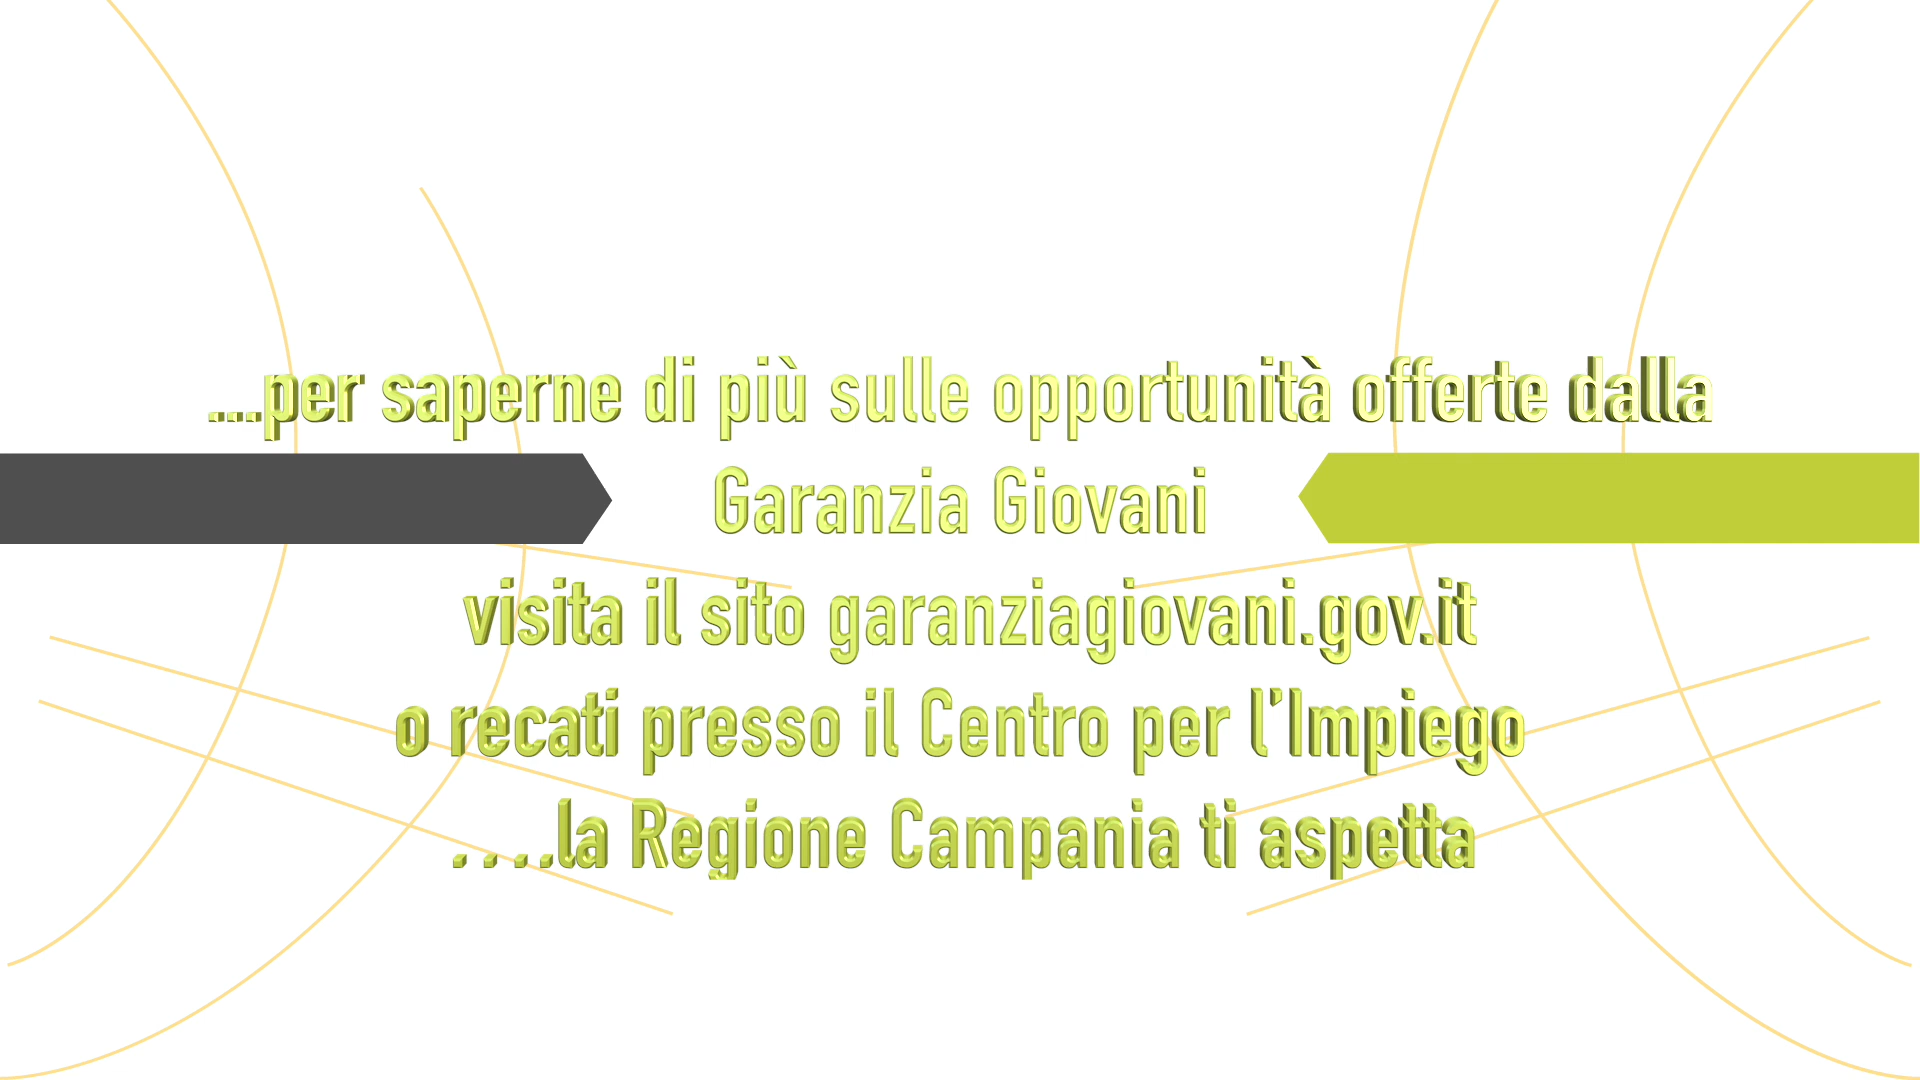 ....per saperne di più sulle opportunità offerte dalla
Garanzia Giovani
visita il sito garanziagiovani.gov.it
o recati presso il Centro per l'Impiego
. . . .la Regione Campania ti aspetta